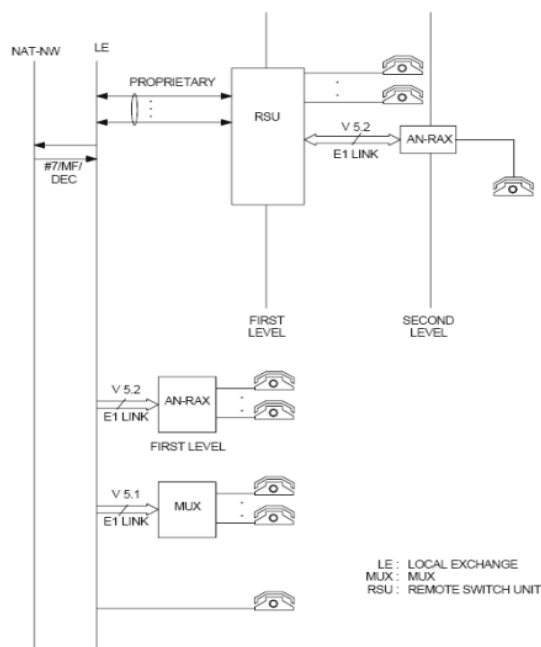 NAT-NW
LE
PROPRIETARY
RSU
V 5.2
E1 LINK
AN-RAX
#7/MF/
DEC
FIRST
LEVEL
SECOND
LEVEL
V 5.2
E1 LINK
AN-RAX
FIRST LEVEL
V 5.1
E1 LINK
MUX
LE : LOCAL EXCHANGE
MUX : MUX
RSU : REMOTE SWITCH UNIT